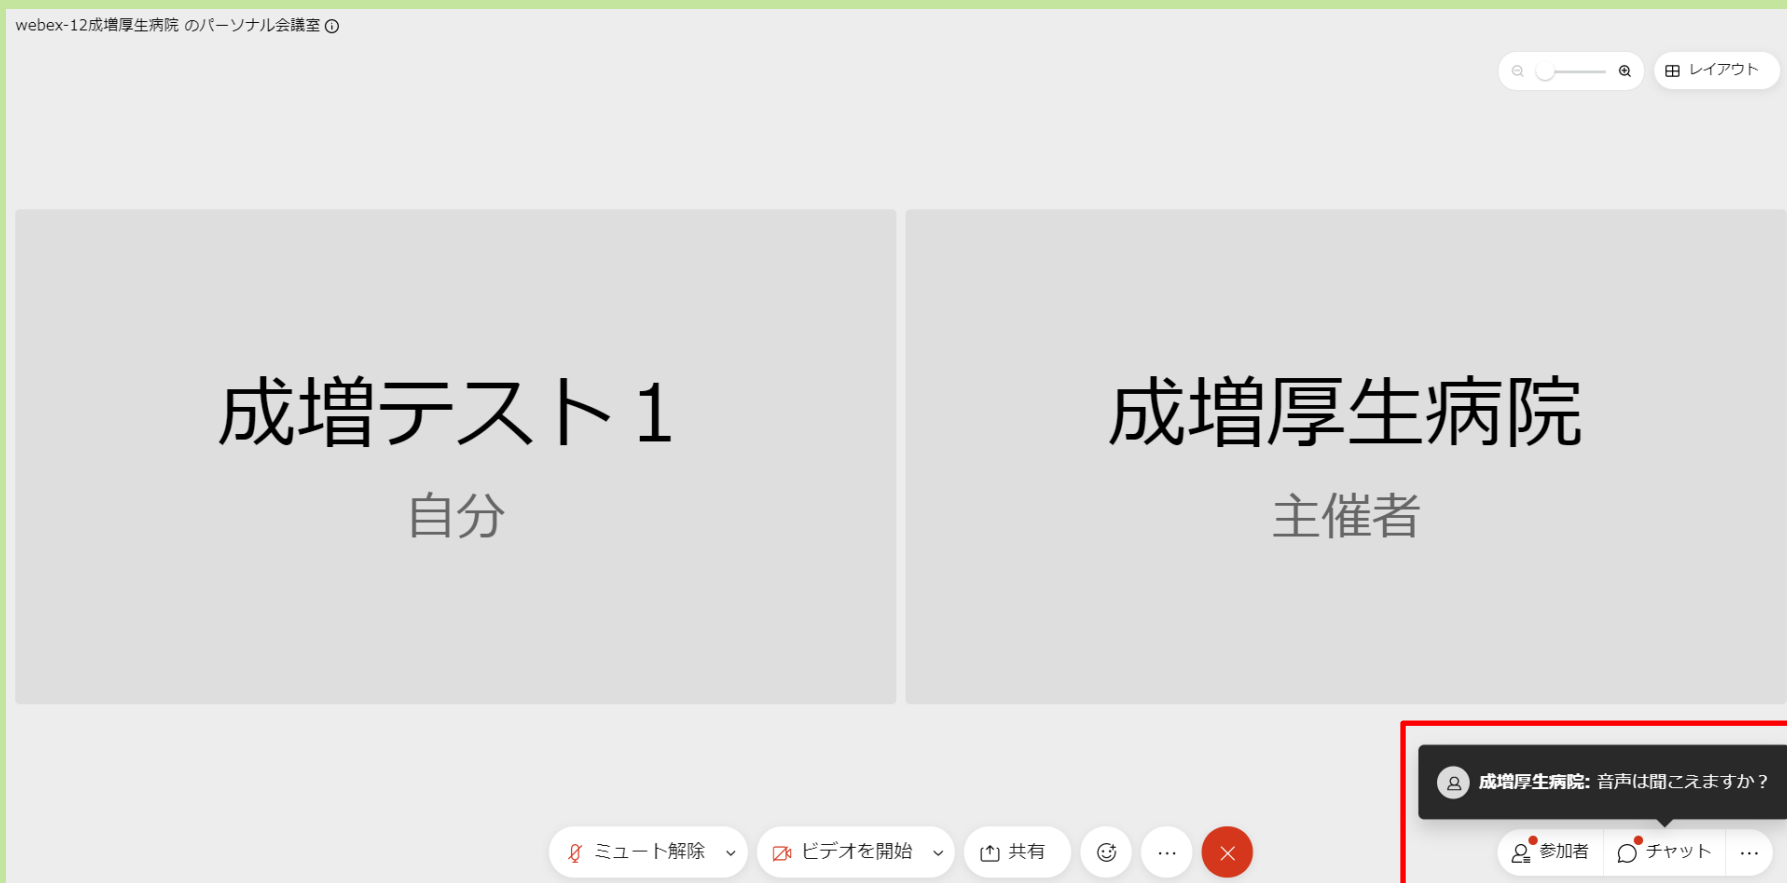 webex-12成増厚生病院 のパーソナル会議室
レイアウト
成増テスト1
自分
成増厚生病院
主催者
成増厚生病院: 音声は聞こえますか？
ミュート解除
ビデオを開始
共有
参加者
チャット